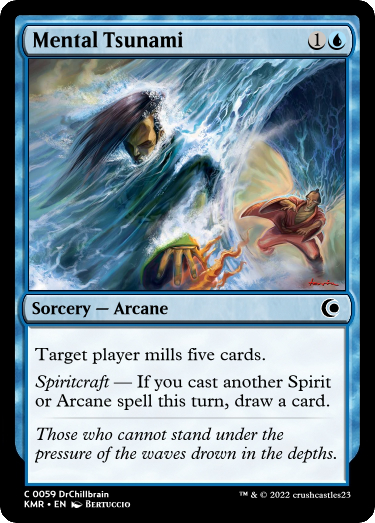 Mental Tsunami 1
Sorcery — Arcane
Target player mills five cards.
Spiritcraft — If you cast another Spirit
or Arcane spell this turn, draw a card.
Those who cannot stand under the
pressure of the waves drown in the depths.
C 0059 DrChillbrain
KMR • EN Bertuccio
™ & © 2022 crushcastles23